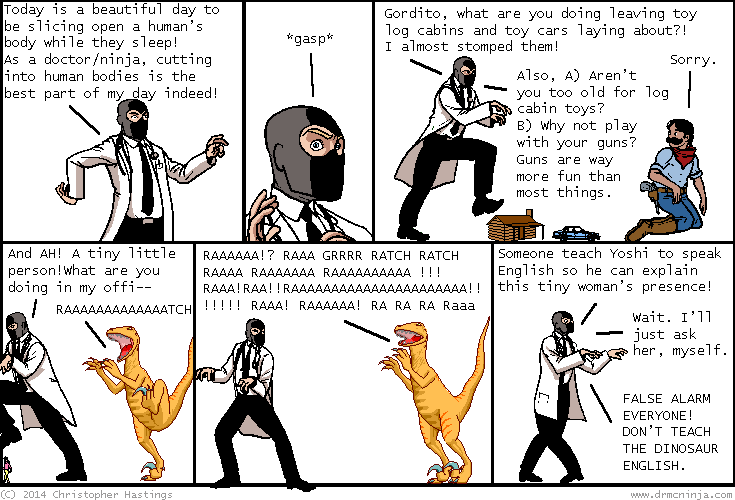 Today is a beautiful day to
be slicing open a human's
body while they sleep!
As a doctor/ninja, cutting
into human bodies is the
best part of my day indeed!
*gasp*
Gordito, what are you doing leaving toy
log cabins and toy cars laying about?!
I almost stomped them!
Also, A) Aren't
you too old for log
cabin toys?
B) Why not play
with your guns?
Guns are way
more fun than
most things.
Sorry.
And AH! A tiny little
person!What are you
doing in my offi--
RAAAAAAAAAAAAATCH
RAAAAAA!? RAAA GRRRR RATCH RATCH
RAAAA RAAAAAAAA RAAAAAAAAAAA !!!
RAAA!RAA!!RAAAAAAAAAAAAAAAAAAAAAAA!!
!!!!! RAAA! RAAAAAA! RA RA RA Raaa
Someone teach Yoshi to speak
English so he can explain
this tiny woman's presence!
Wait. I'll
just ask
her, myself.
FALSE ALARM
EVERYONE!
DON'T TEACH
THE DINOSAUR
ENGLISH.
(C) 2014 Christopher Hastings
www.drmcninja.com